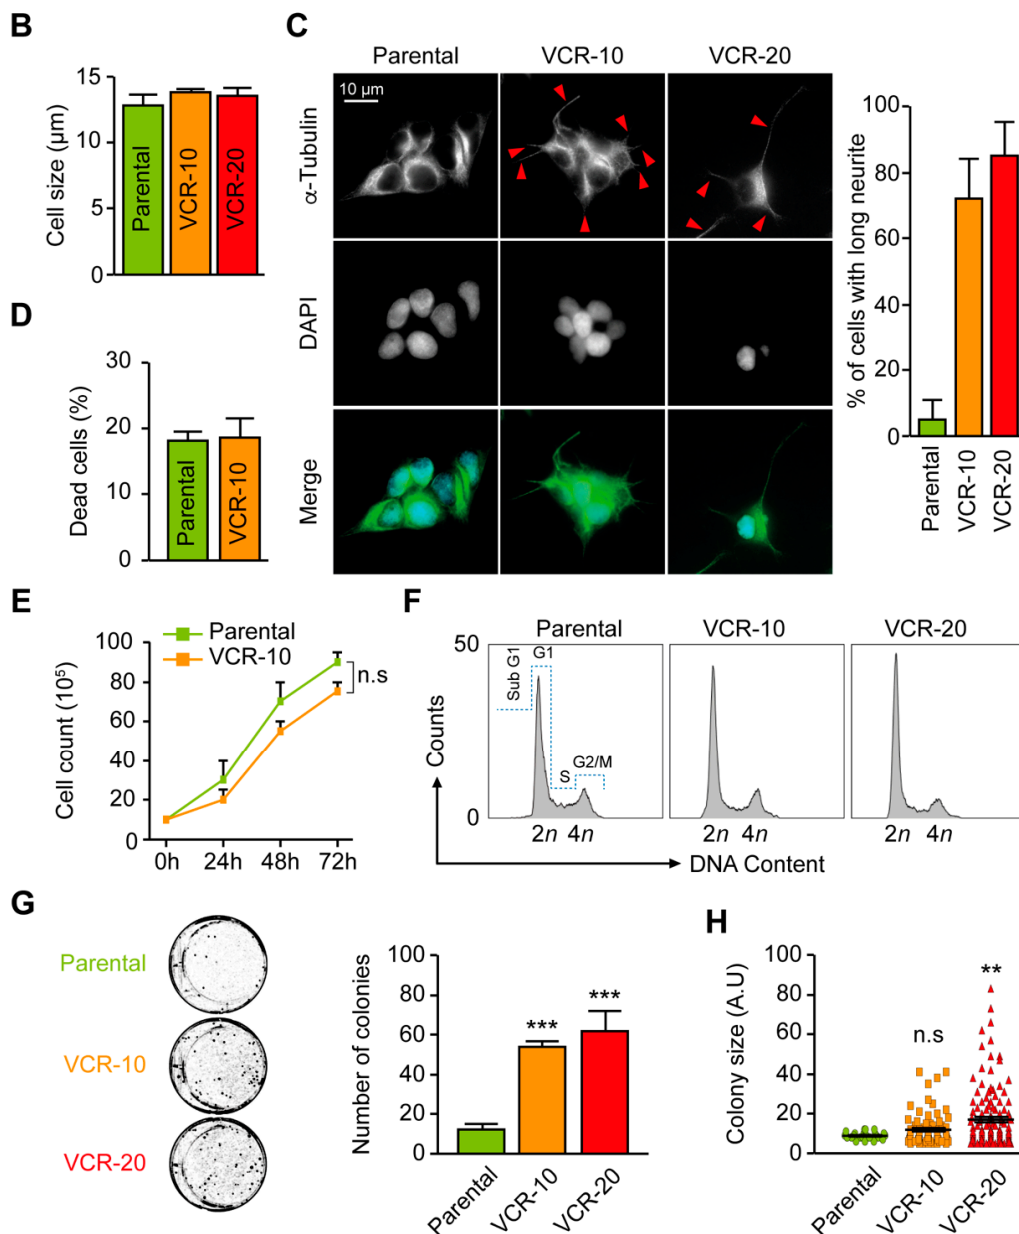 B
Cell size (µm)
15
10
5
0
Parental
VCR-10
VCR-20
C
Parental
VCR-10
VCR-20
10 µm
α-Tubulin
DAPI
Merge
% of cells with long neurite
100
80
60
40
20
0
Parental
VCR-10
VCR-20
D
Dead cells (%)
30
20
10
0
Parental
VCR-10
E
Parental
VCR-10
Cell count (10⁵)
100
80
60
40
20
0
n.s
0h
24h
48h
72h
F
Parental
VCR-10
VCR-20
50
0
Counts
Sub G1
G1
S
G2/M
2n 4n
2n 4n
2n 4n
DNA Content
G
Parental
VCR-10
VCR-20
Number of colonies
100
80
60
40
20
0
***
***
Parental
VCR-10
VCR-20
H
Colony size (A.U)
100
80
60
40
20
0
n.s
**
Parental
VCR-10
VCR-20